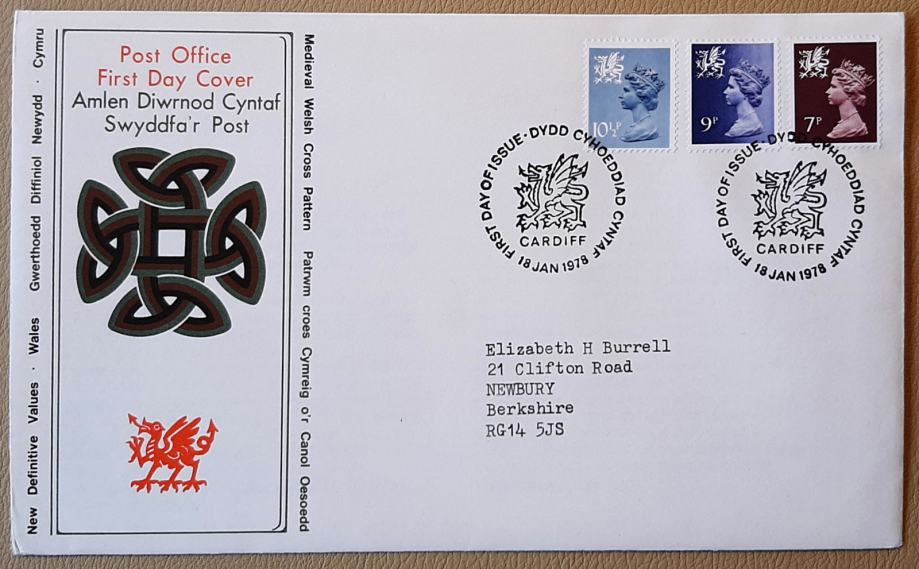 New Definitive Values · Wales Gwerthoedd Diffiniol Newydd · Cymru
Post Office
First Day Cover
Amlen Diwrnod Cyntaf
Swyddfa'r Post
Medieval Welsh Cross Pattern Patrwm croes Cymreig o'r Canol Oesoedd
10½P
9P
7P
FIRST DAY OF ISSUE · DYDD CYHOEDDIAD CYNTAF
CARDIFF
18 JAN 1978
FIRST DAY OF ISSUE · DYDD CYHOEDDIAD CYNTAF
CARDIFF
18 JAN 1978
Elizabeth H Burrell
21 Clifton Road
NEWBURY
Berkshire
RG14 5JS